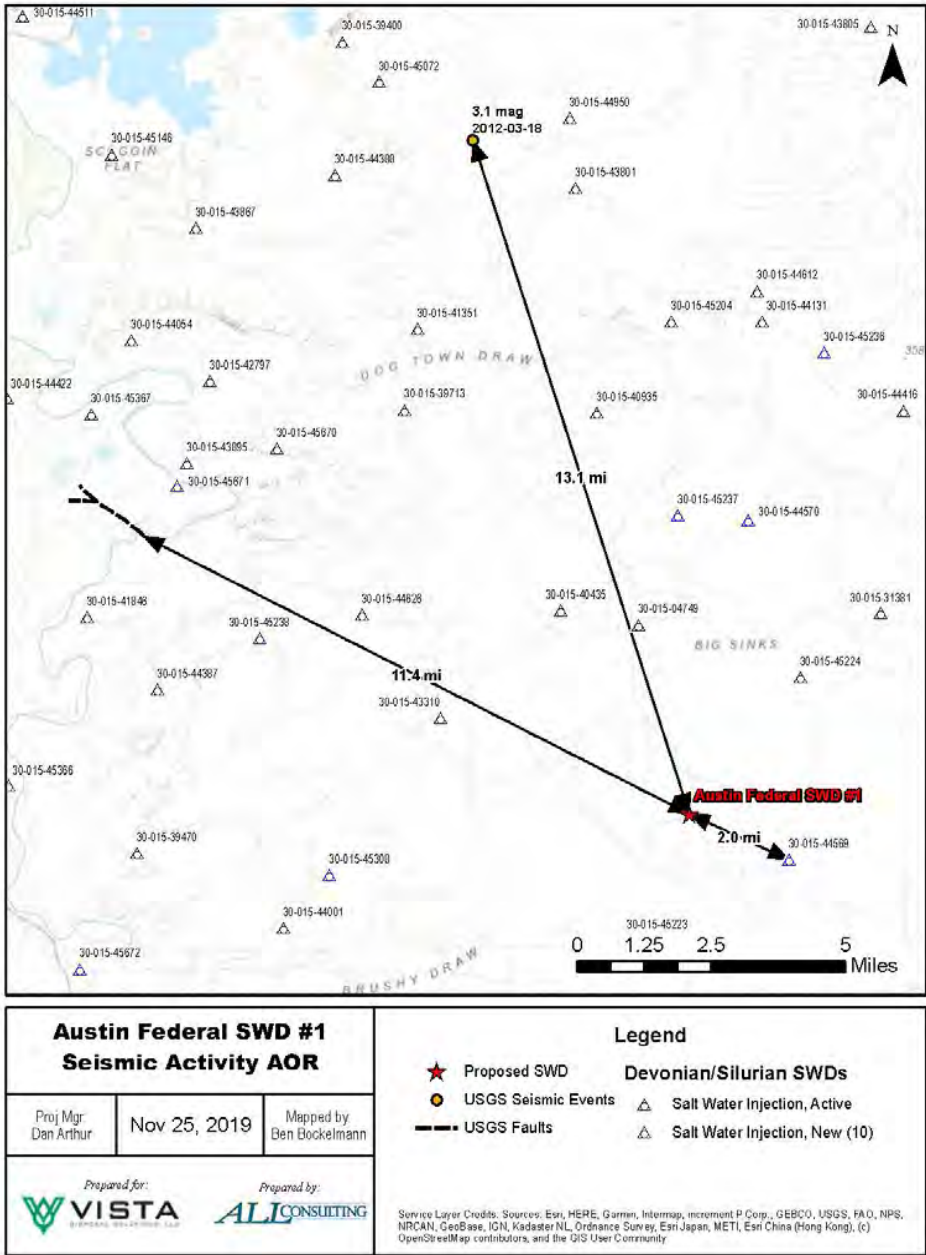 30-015-44511
30-015-39400
30-015-43805
N
30-015-45072
3.1 mag
2012-03-18
30-015-44950
30-015-45146
SCOGGIN
FLAT
30-015-44388
30-015-43801
30-015-43867
30-015-44612
30-015-44054
30-015-41351
30-015-45204
30-015-44131
30-015-45236
DOG TOWN DRAW
358
30-015-42797
30-015-44422
30-015-45367
30-015-39713
30-015-40935
30-015-44416
30-015-43895
30-015-45670
30-015-45671
13.1 mi
30-015-45237
30-015-44570
30-015-41846
30-015-44626
30-015-40435
30-015-04749
30-015-31381
30-015-45238
BIG SINKS
30-015-44387
11.4 mi
30-015-45224
30-015-43310
30-015-45366
Austin Federal SWD #1
2.0 mi
30-015-39470
30-015-44569
30-015-45308
30-015-44001
30-015-45223
30-015-45672
BRUSHY DRAW
0 1.25 2.5 5
Miles
Austin Federal SWD #1
Seismic Activity AOR
Proj Mgr:
Dan Arthur
Nov 25, 2019
Mapped by:
Ben Bockelmann
Prepared for:
VISTA
Prepared by:
ALL CONSULTING
Legend
Proposed SWD
USGS Seismic Events
USGS Faults
Devonian/Silurian SWDs
Salt Water Injection, Active
Salt Water Injection, New (10)
Service Layer Credits: Sources: Esri, HERE, Garmin, Intermap, increment P Corp., GEBCO, USGS, FAO, NPS,
NRCAN, GeoBase, IGN, Kadaster NL, Ordnance Survey, Esri Japan, METI, Esri China (Hong Kong), (c)
OpenStreetMap contributors, and the GIS User Community